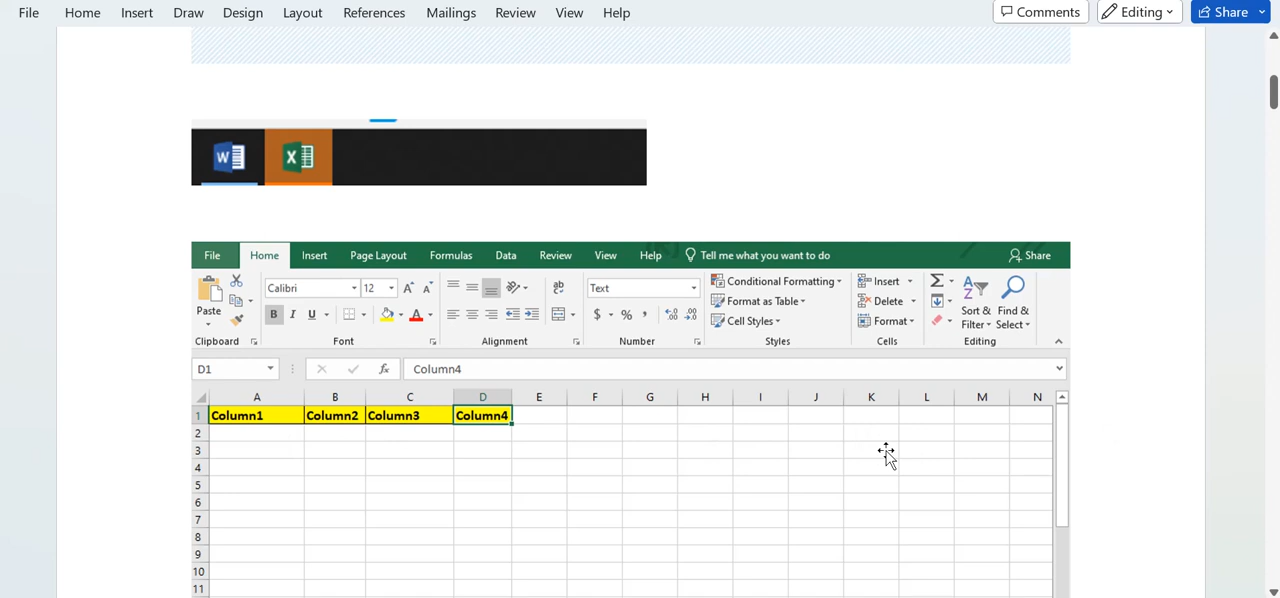 File Home Insert Draw Design Layout References Mailings Review View Help Comments Editing Share
W X
File Home Insert Page Layout Formulas Data Review View Help Tell me what you want to do Share
Paste Calibri 12 ab Text Conditional Formatting Insert Σ
B I U $ % , Format as Table Delete Sort & Find &
Cell Styles Format Filter Select
Clipboard Font Alignment Number Styles Cells Editing
D1 fx Column4
A B C D E F G H I J K L M N
1 Column1 Column2 Column3 Column4
2
3
4
5
6
7
8
9
10
11